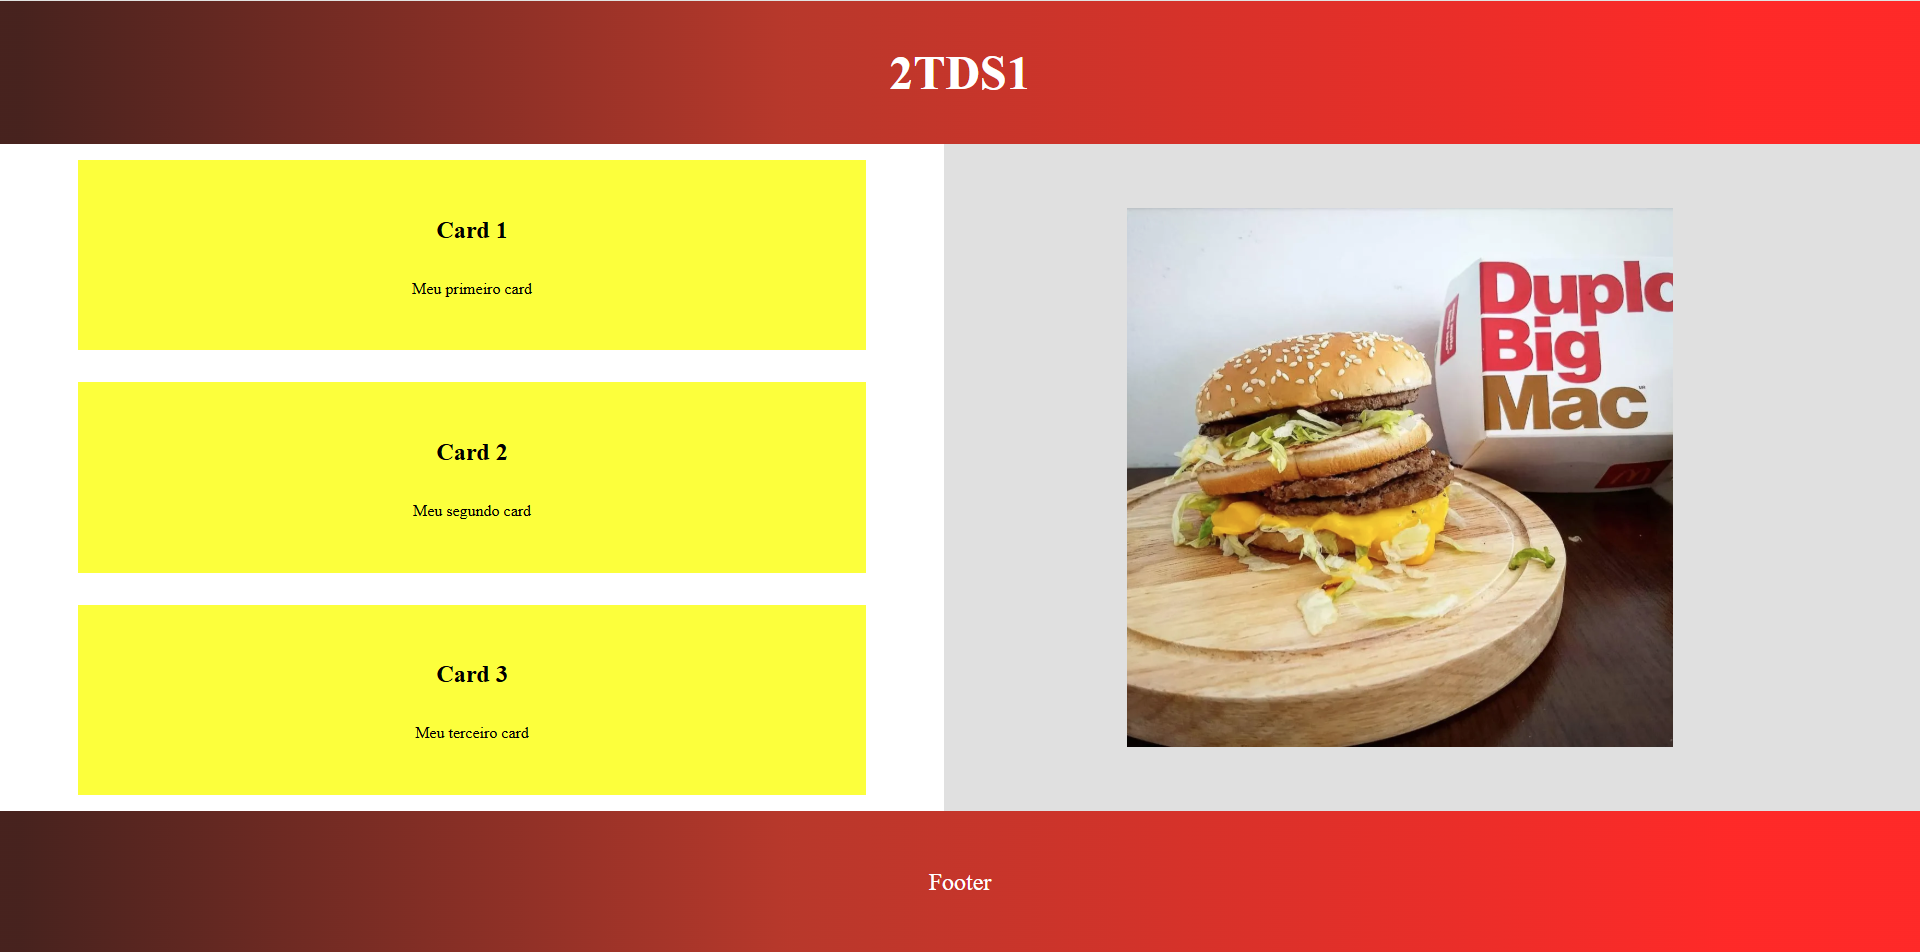 2TDS1
Card 1
Meu primeiro card
Card 2
Meu segundo card
Card 3
Meu terceiro card
Duplo
Big
Mac
Footer